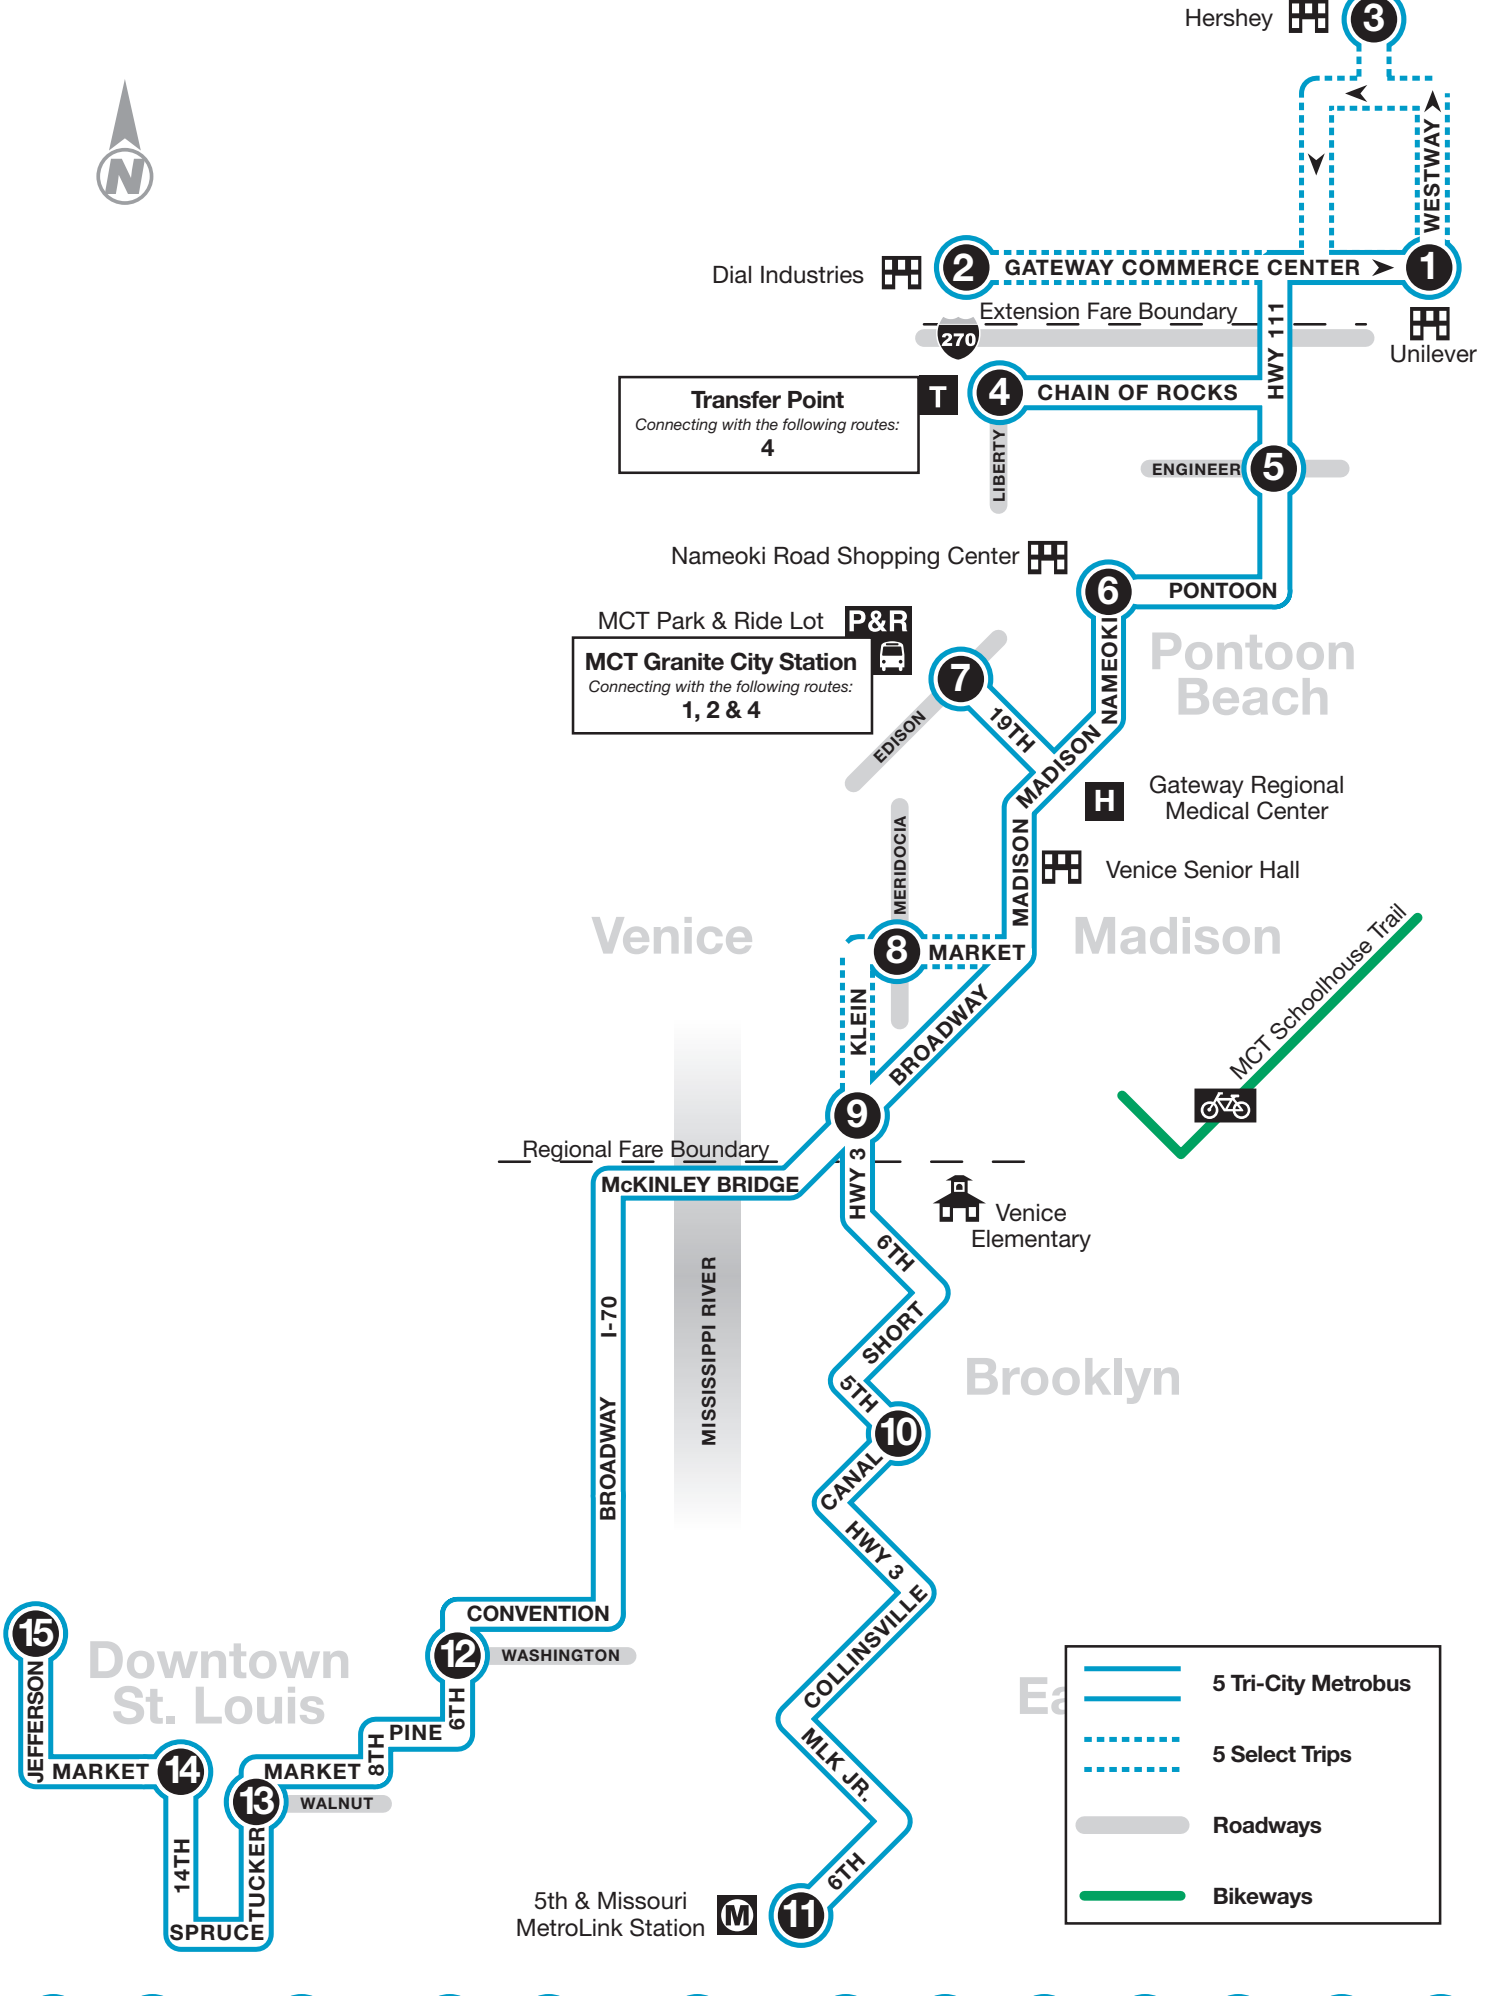 Hershey
3
N
WESTWAY
Dial Industries
2
GATEWAY COMMERCE CENTER
1
Extension Fare Boundary
270
Unilever
HWY 111
Transfer Point
Connecting with the following routes:
4
T
4
CHAIN OF ROCKS
LIBERTY
ENGINEER
5
Nameoki Road Shopping Center
6
PONTOON
MCT Park & Ride Lot
P&R
MCT Granite City Station
Connecting with the following routes:
1, 2 & 4
7
EDISON
19TH
NAMEOKI
Pontoon
Beach
MADISON
H
Gateway Regional
Medical Center
MERIDOCIA
MADISON
Venice Senior Hall
Venice
8
MARKET
Madison
KLEIN
BROADWAY
MCT Schoolhouse Trail
9
Regional Fare Boundary
McKINLEY BRIDGE
HWY 3
Venice
Elementary
6TH
I-70
MISSISSIPPI RIVER
SHORT
Brooklyn
5TH
BROADWAY
10
CANAL
HWY 3
CONVENTION
COLLINSVILLE
15
Downtown
St. Louis
12
WASHINGTON
JEFFERSON
6TH
PINE
8TH
MARKET
14
MARKET
13
WALNUT
MLK JR.
14TH
TUCKER
SPRUCE
6TH
5th & Missouri
MetroLink Station
M
11
Ea
5 Tri-City Metrobus
5 Select Trips
Roadways
Bikeways